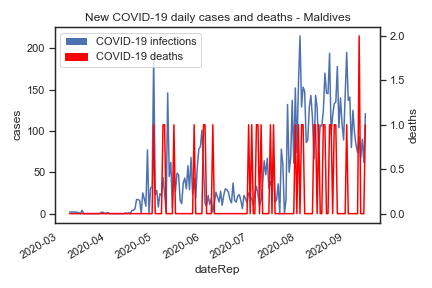 New COVID-19 daily cases and deaths - Maldives
COVID-19 infections
COVID-19 deaths
200
150
100
50
0
cases
2.0
1.5
1.0
0.5
0.0
deaths
2020-03
2020-04
2020-05
2020-06
2020-07
2020-08
2020-09
dateRep